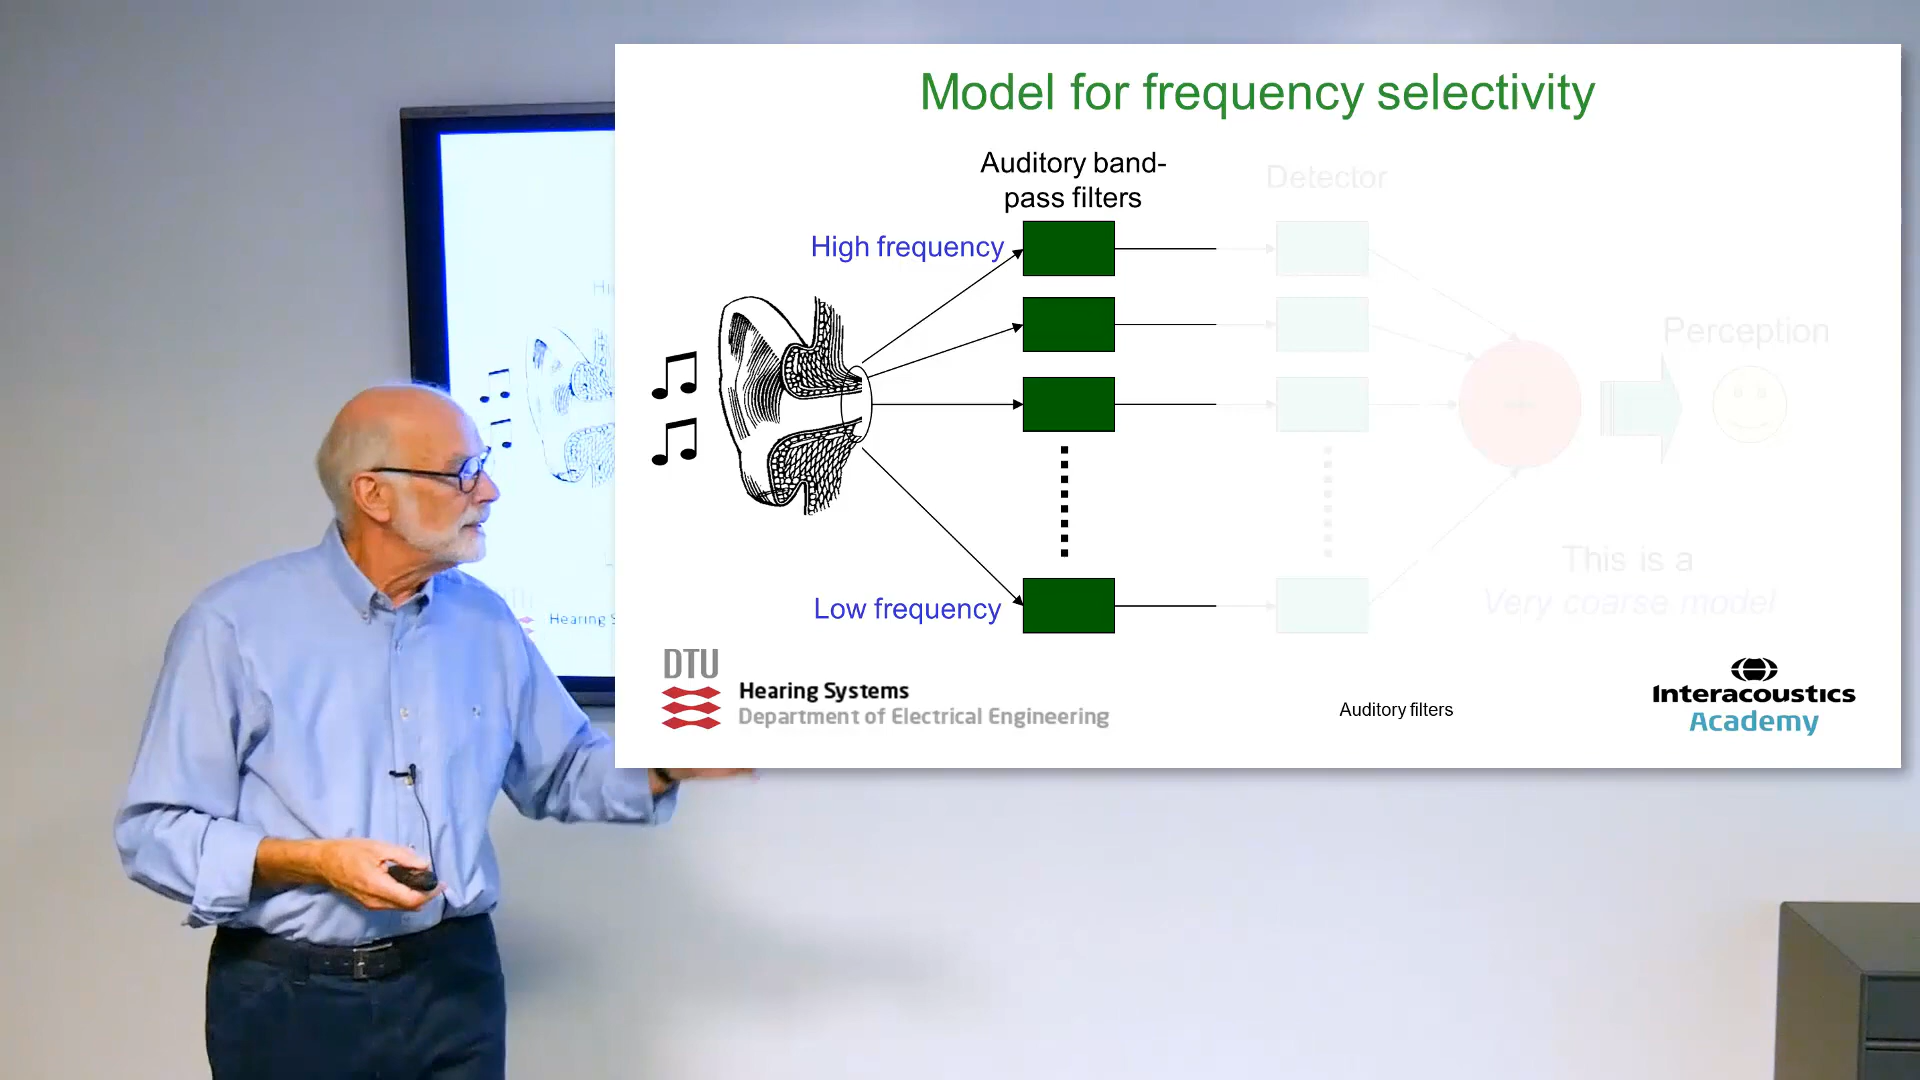 Model for frequency selectivity
Auditory band-
pass filters
Detector
High frequency
Perception
This is a
Very coarse model
Low frequency
DTU
Hearing Systems
Department of Electrical Engineering
Auditory filters
Interacoustics
Academy
Hearing